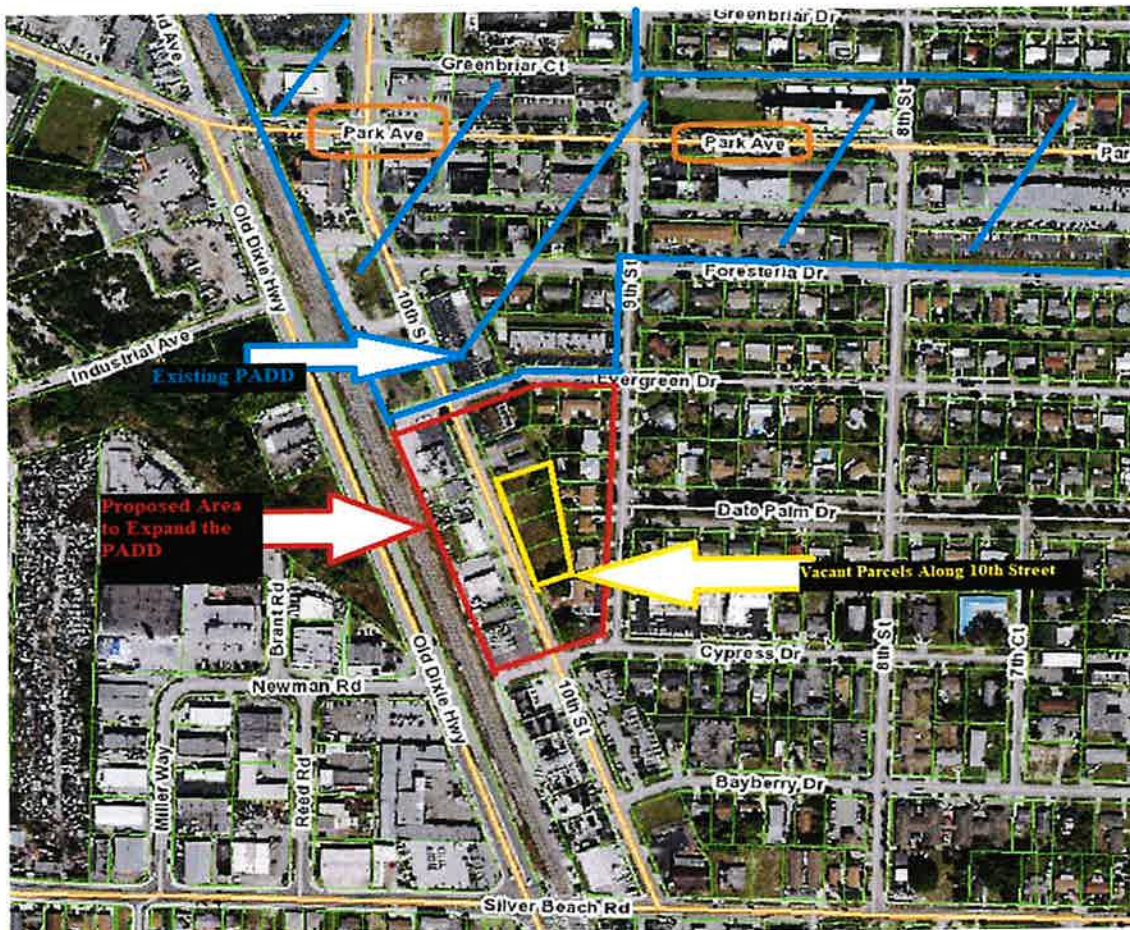 Greenbriar Dr
d Ave
Greenbriar Ct
8th St
Park Ave
Park Ave
Par
Old Dixie Hwy
Foresteria Dr
9th St
10th St
Industrial Ave
Existing PADD
Evergreen Dr
Proposed Area
to Expand the
PADD
Date Palm Dr
Vacant Parcels Along 10th Street
Brant Rd
Cypress Dr
8th St
7th Ct
Newman Rd
Old Dixie Hwy
10th St
Miller Way
Reed Rd
Bayberry Dr
Silver Beach Rd